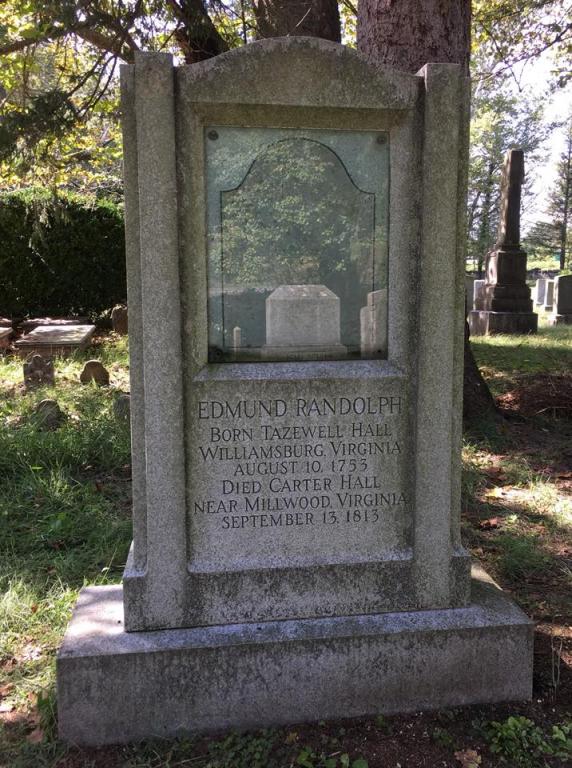 EDMUND RANDOLPH
BORN TAZEWELL HALL
WILLIAMSBURG, VIRGINIA
AUGUST 10, 1753
DIED CARTER HALL
NEAR MILLWOOD, VIRGINIA
SEPTEMBER 13, 1813